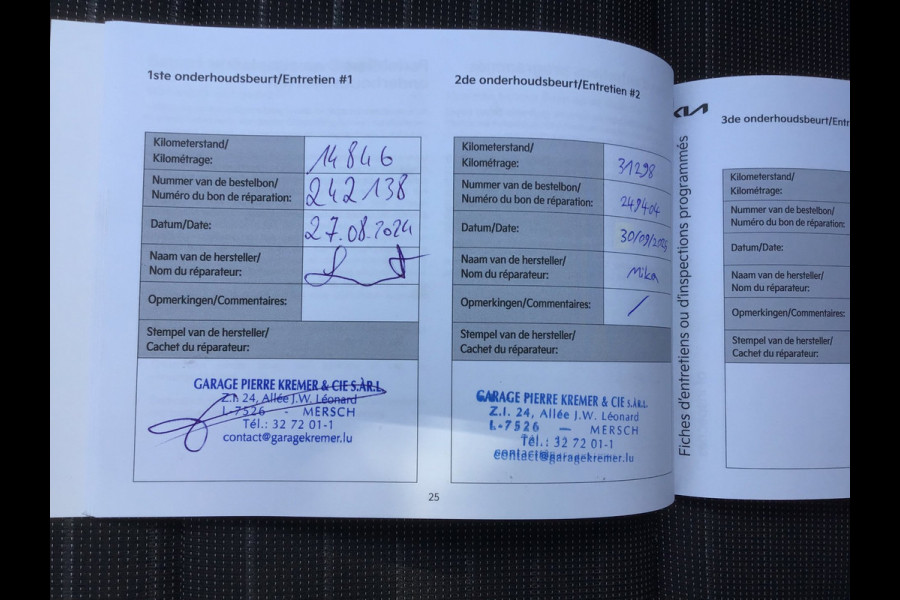 1ste onderhoudsbeurt/Entretien #1
Kilometerstand/
Kilométrage:
14846
Nummer van de bestelbon/
Numéro du bon de réparation:
242138
Datum/Date:
27.08.2024
Naam van de hersteller/
Nom du réparateur:
Opmerkingen/Commentaires:
Stempel van de hersteller/
Cachet du réparateur:
GARAGE PIERRE KREMER & CIE S.ÀR.L.
Z.I. 24, Allée J.W. Léonard
L-7526 - MERSCH
Tél.: 32 72 01-1
contact@garagekremer.lu
25
2de onderhoudsbeurt/Entretien #2
Kilometerstand/
Kilométrage:
31298
Nummer van de bestelbon/
Numéro du bon de réparation:
249404
Datum/Date:
30/09/
Naam van de hersteller/
Nom du réparateur:
Mika
Opmerkingen/Commentaires:
/
Stempel van de hersteller/
Cachet du réparateur:
GARAGE PIERRE KREMER & CIE S.ÀR.L.
Z.I. 24, Allée J.W. Léonard
L-7526 — MERSCH
Tél.: 32 72 01-1
contact@garagekremer.lu
KIA
Fiches d'entretiens ou d'inspections programmés
3de onderhoudsbeurt/Entr
Kilometerstand/
Kilométrage:
Nummer van de bestelbon/
Numéro du bon de réparation:
Datum/Date:
Naam van de hersteller/
Nom du réparateur:
Opmerkingen/Commentaires:
Stempel van de hersteller/
Cachet du réparateur: